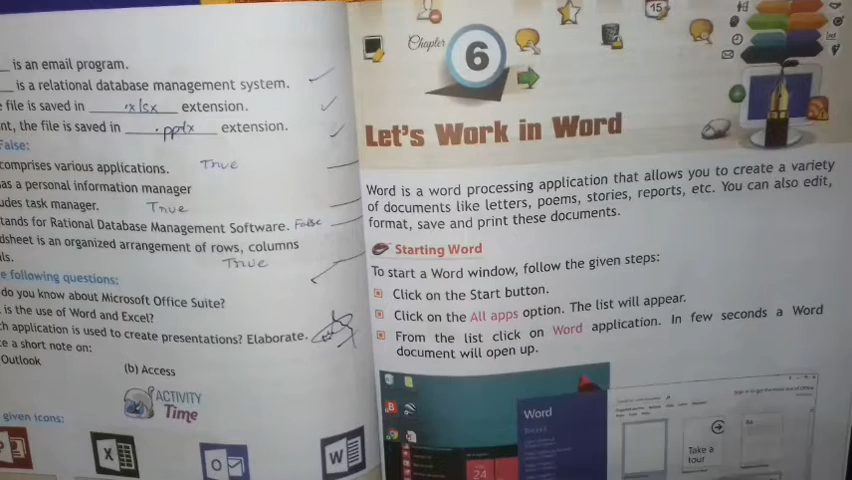 is an email program.
is a relational database management system.
file is saved in .xlsx extension.
nt, the file is saved in .pptx extension.
False:
comprises various applications. True
as a personal information manager
udes task manager. True
tands for Rational Database Management Software. False
dsheet is an organized arrangement of rows, columns
ls. True
e following questions:
do you know about Microsoft Office Suite?
is the use of Word and Excel?
ch application is used to create presentations? Elaborate.
e a short note on:
Outlook (b) Access
ACTIVITY
Time
given icons:
Chapter 6
15
Let's Work in Word
Word is a word processing application that allows you to create a variety
of documents like letters, poems, stories, reports, etc. You can also edit,
format, save and print these documents.
Starting Word
To start a Word window, follow the given steps:
Click on the Start button.
Click on the All apps option. The list will appear.
From the list click on Word application. In few seconds a Word
document will open up.
Word
Take a
tour
Aa
24